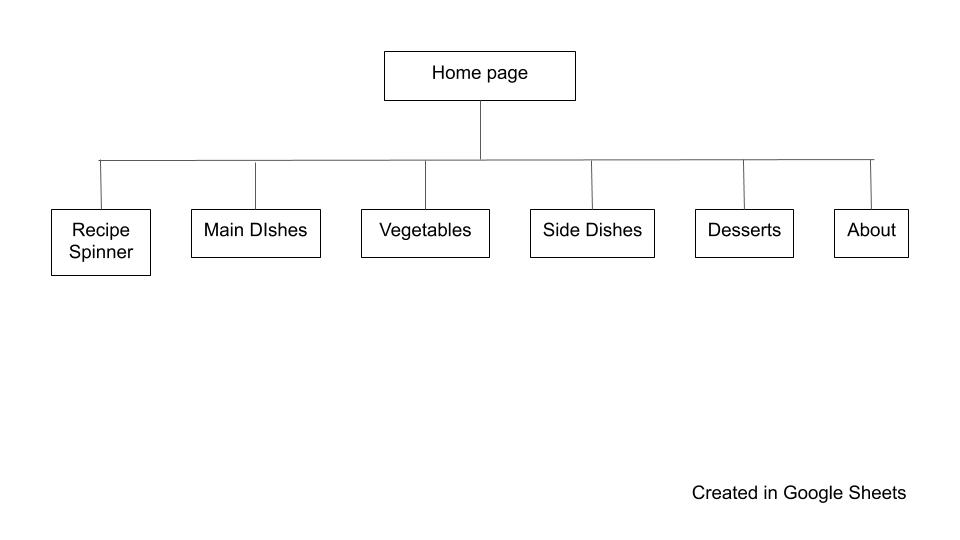 Home page
Recipe
Spinner
Main DIshes
Vegetables
Side Dishes
Desserts
About
Created in Google Sheets